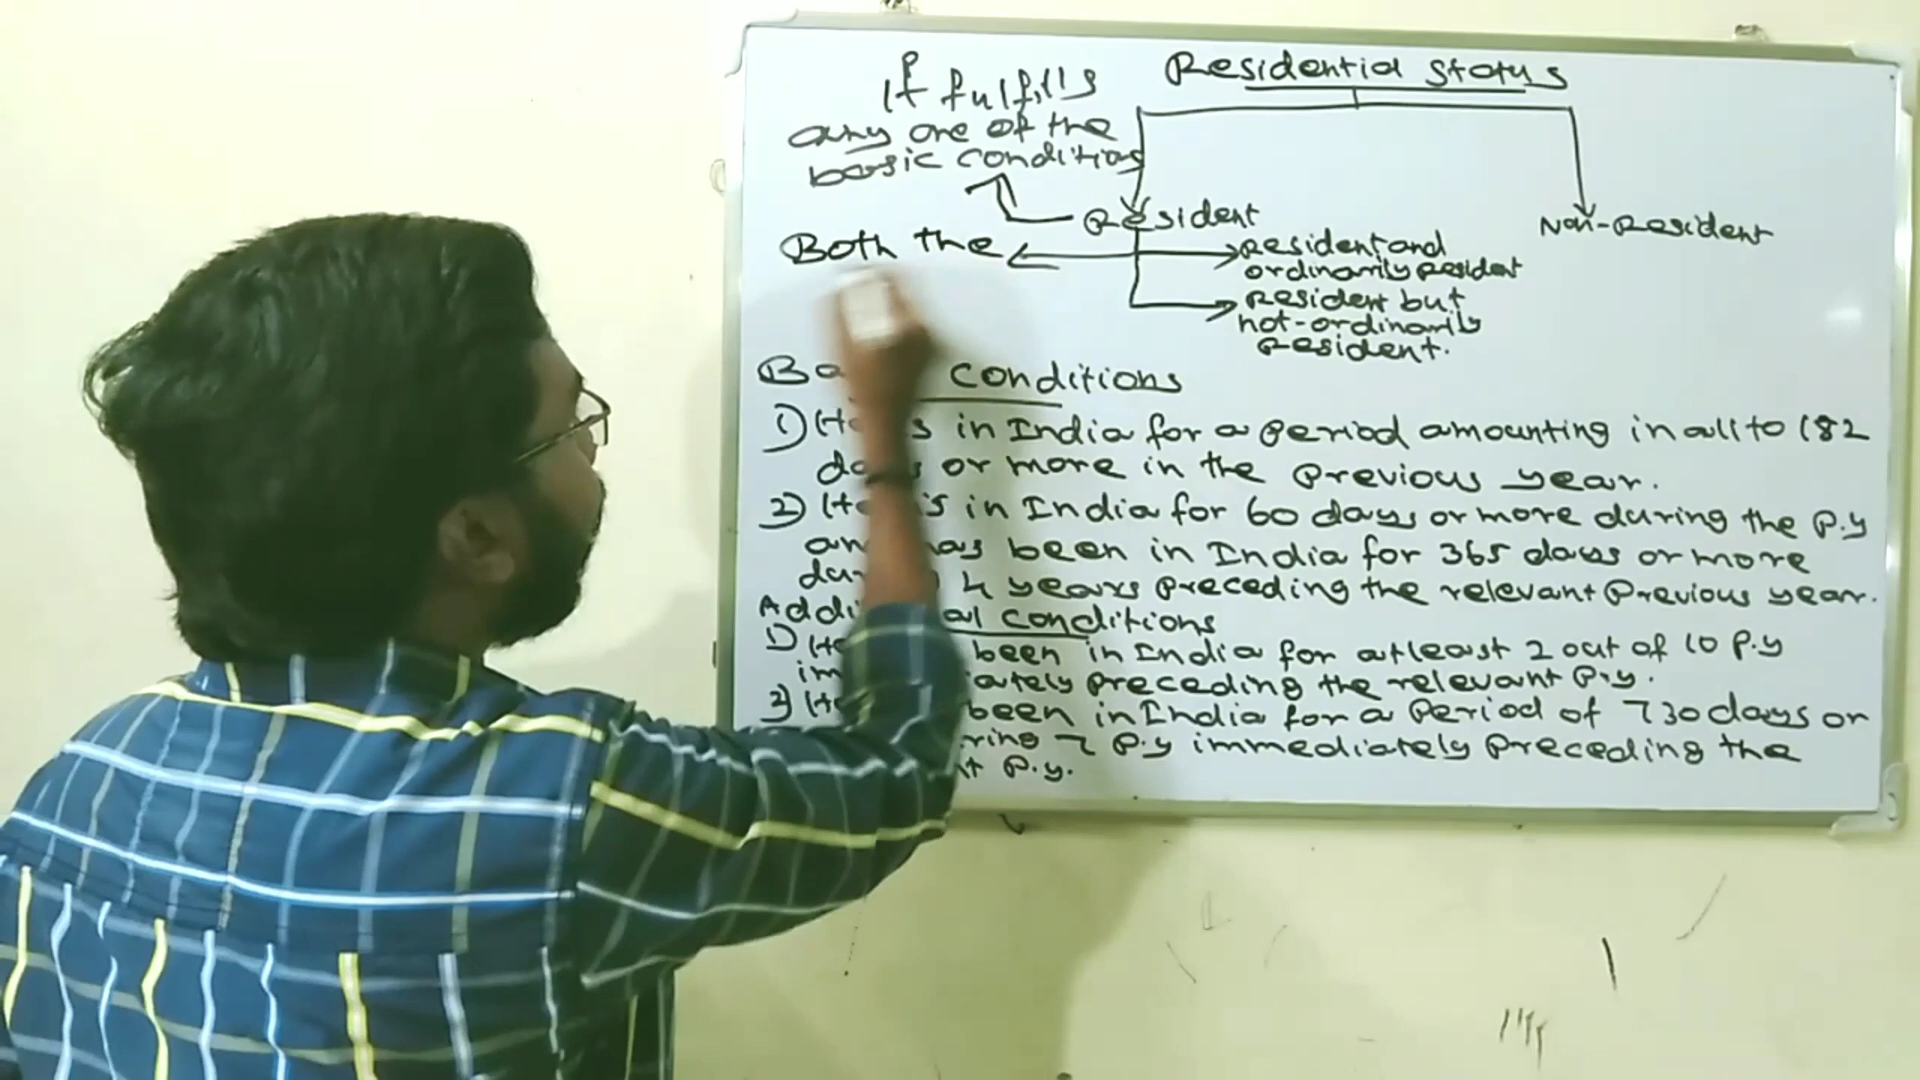 Residential status
If fulfills
any one of the
basic conditions
Resident
Non-Resident
Both the
Resident and
ordinarily resident
Resident but
not-ordinarily
resident.
conditions
in India for a period amounting in all to 182
or more in the previous year.
2) in India for 60 days or more during the P.y
been in India for 365 days or more
4 years preceding the relevant previous year.
conditions
1) been in India for atleast 2 out of 10 P.y
preceding the relevant P.y.
2) been in India for a period of 730 days or
7 P.y immediately preceding the
P.y.